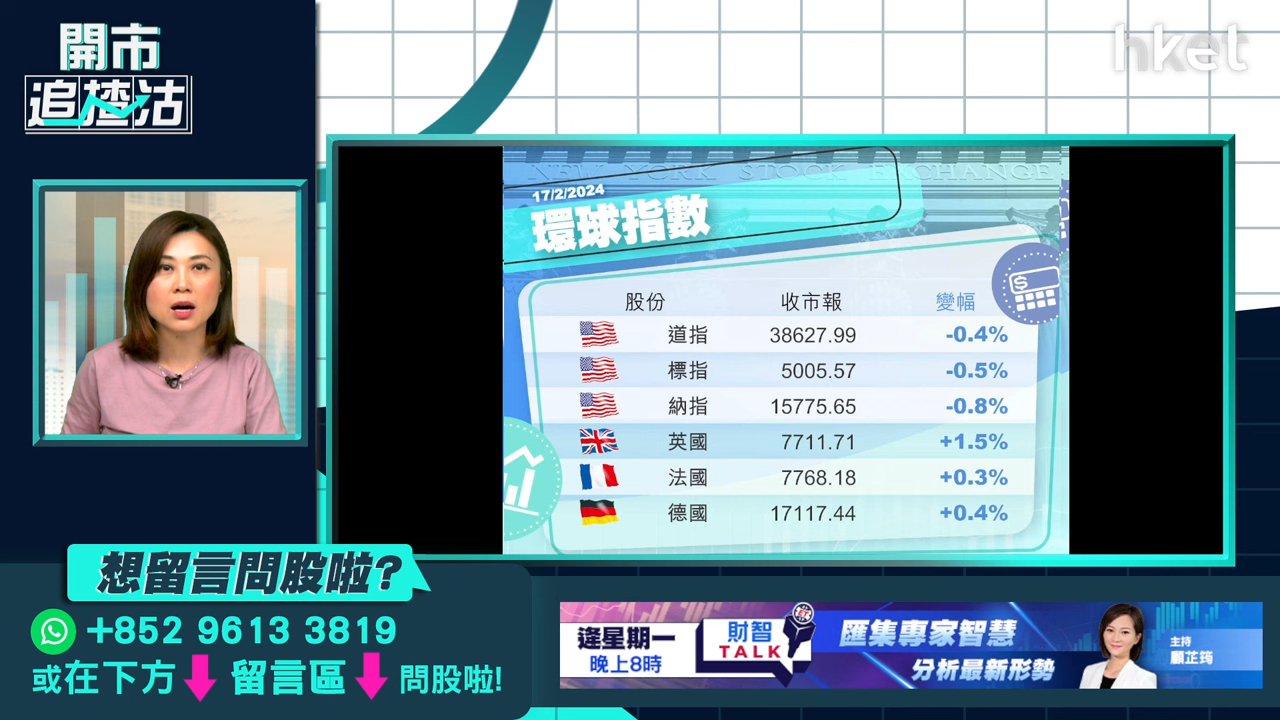 開市
追揸沽
hket
NEW YORK STOCK EXCHANGE
17/2/2024
環球指數
股份 收市報 變幅
道指 38627.99 -0.4%
標指 5005.57 -0.5%
納指 15775.65 -0.8%
英國 7711.71 +1.5%
法國 7768.18 +0.3%
德國 17117.44 +0.4%
想留言問股啦?
+852 9613 3819
或在下方 留言區 問股啦!
逢星期一
晚上8時
財智
TALK
匯集專家智慧
分析最新形勢
主持
顧芷筠